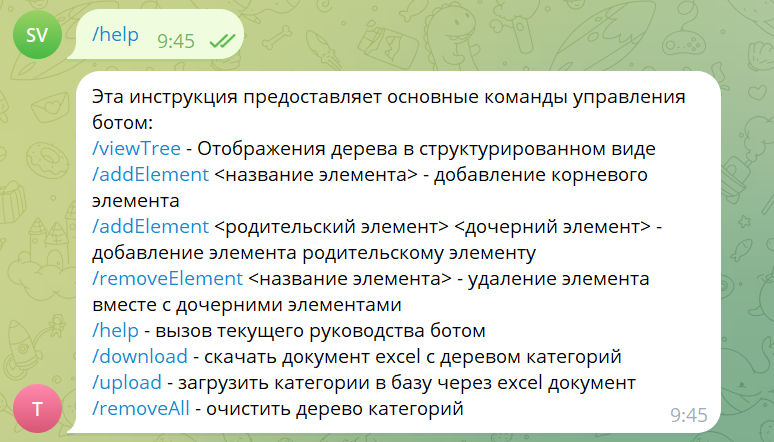 SV
/help 9:45
Эта инструкция предоставляет основные команды управления
ботом:
/viewTree - Отображения дерева в структурированном виде
/addElement <название элемента> - добавление корневого
элемента
/addElement <родительский элемент> <дочерний элемент> -
добавление элемента родительскому элементу
/removeElement <название элемента> - удаление элемента
вместе с дочерними элементами
/help - вызов текущего руководства ботом
/download - скачать документ excel с деревом категорий
/upload - загрузить категории в базу через excel документ
/removeAll - очистить дерево категорий
9:45
T